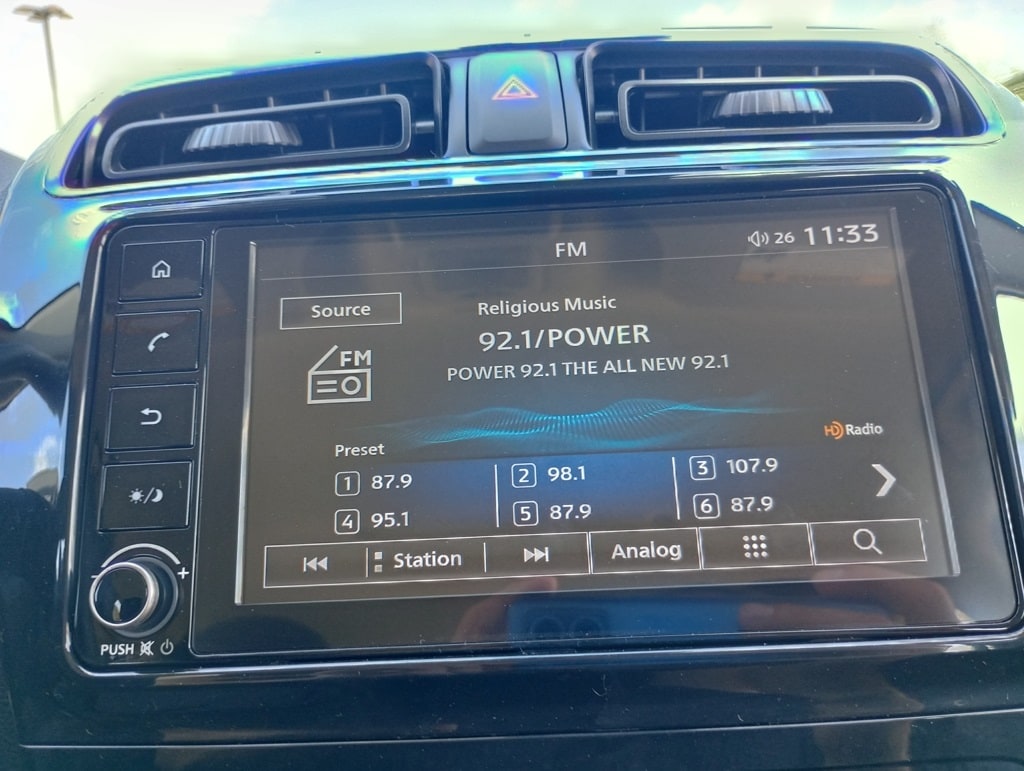 FM
26 11:33
Source
Religious Music
92.1/POWER
FM
POWER 92.1 THE ALL NEW 92.1
HD Radio
Preset
1 87.9
2 98.1
3 107.9
4 95.1
5 87.9
6 87.9
Station
Analog
- +
PUSH